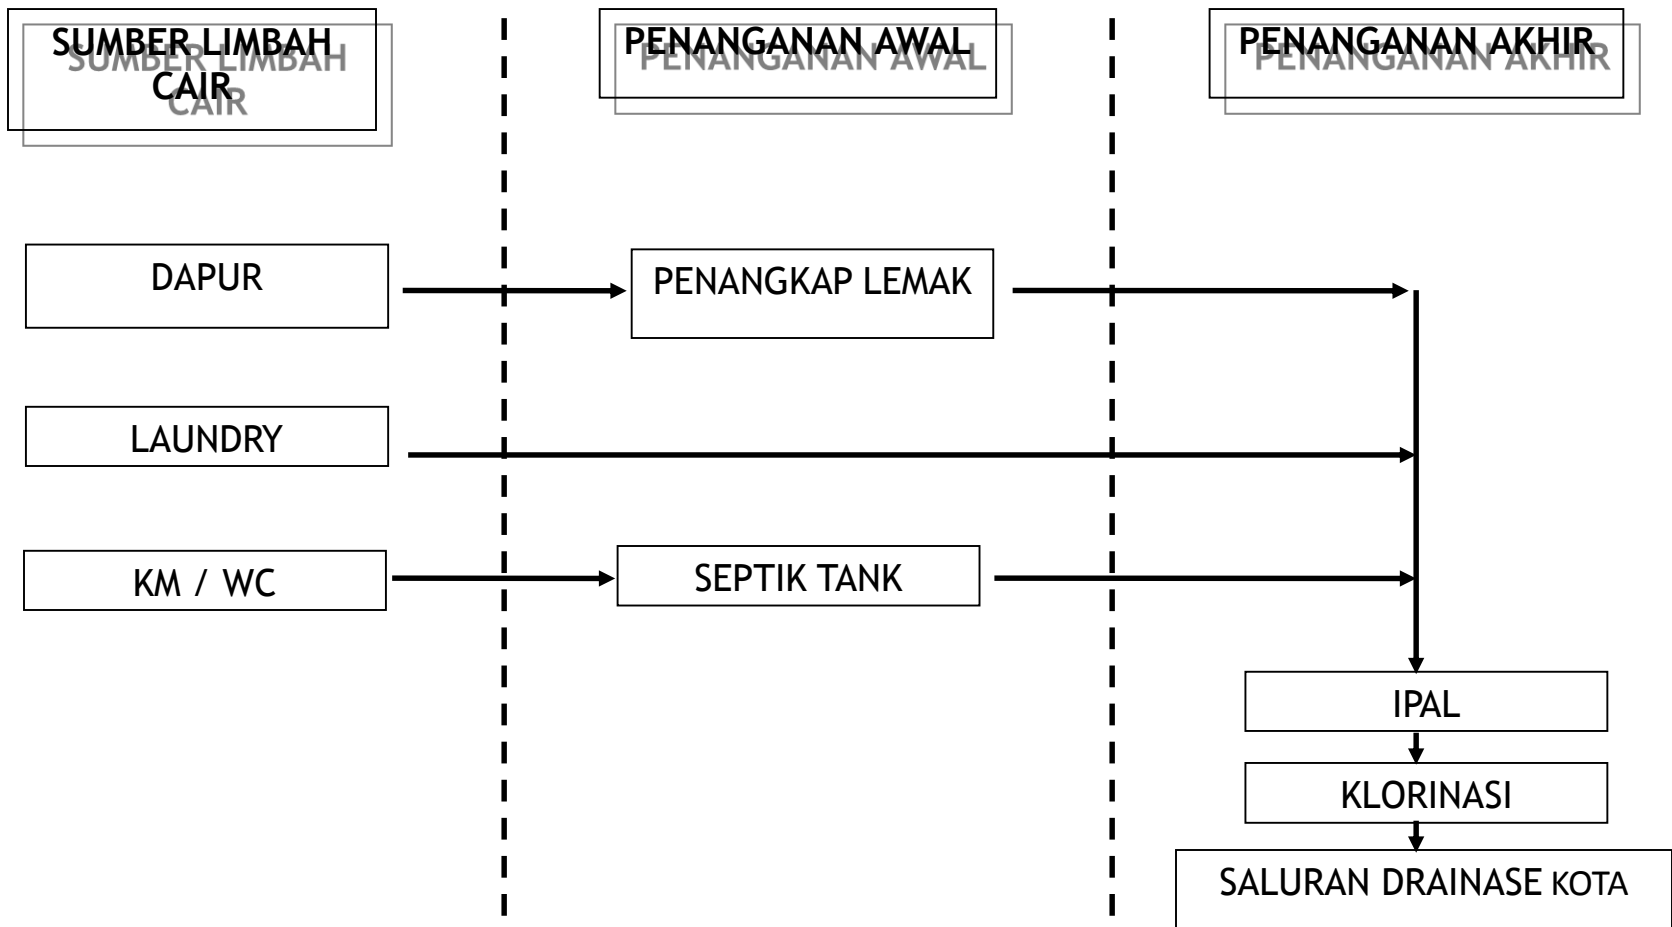 SUMBER LIMBAH
CAIR
PENANGANAN AWAL
PENANGANAN AKHIR
DAPUR
PENANGKAP LEMAK
LAUNDRY
KM / WC
SEPTIK TANK
IPAL
KLORINASI
SALURAN DRAINASE KOTA